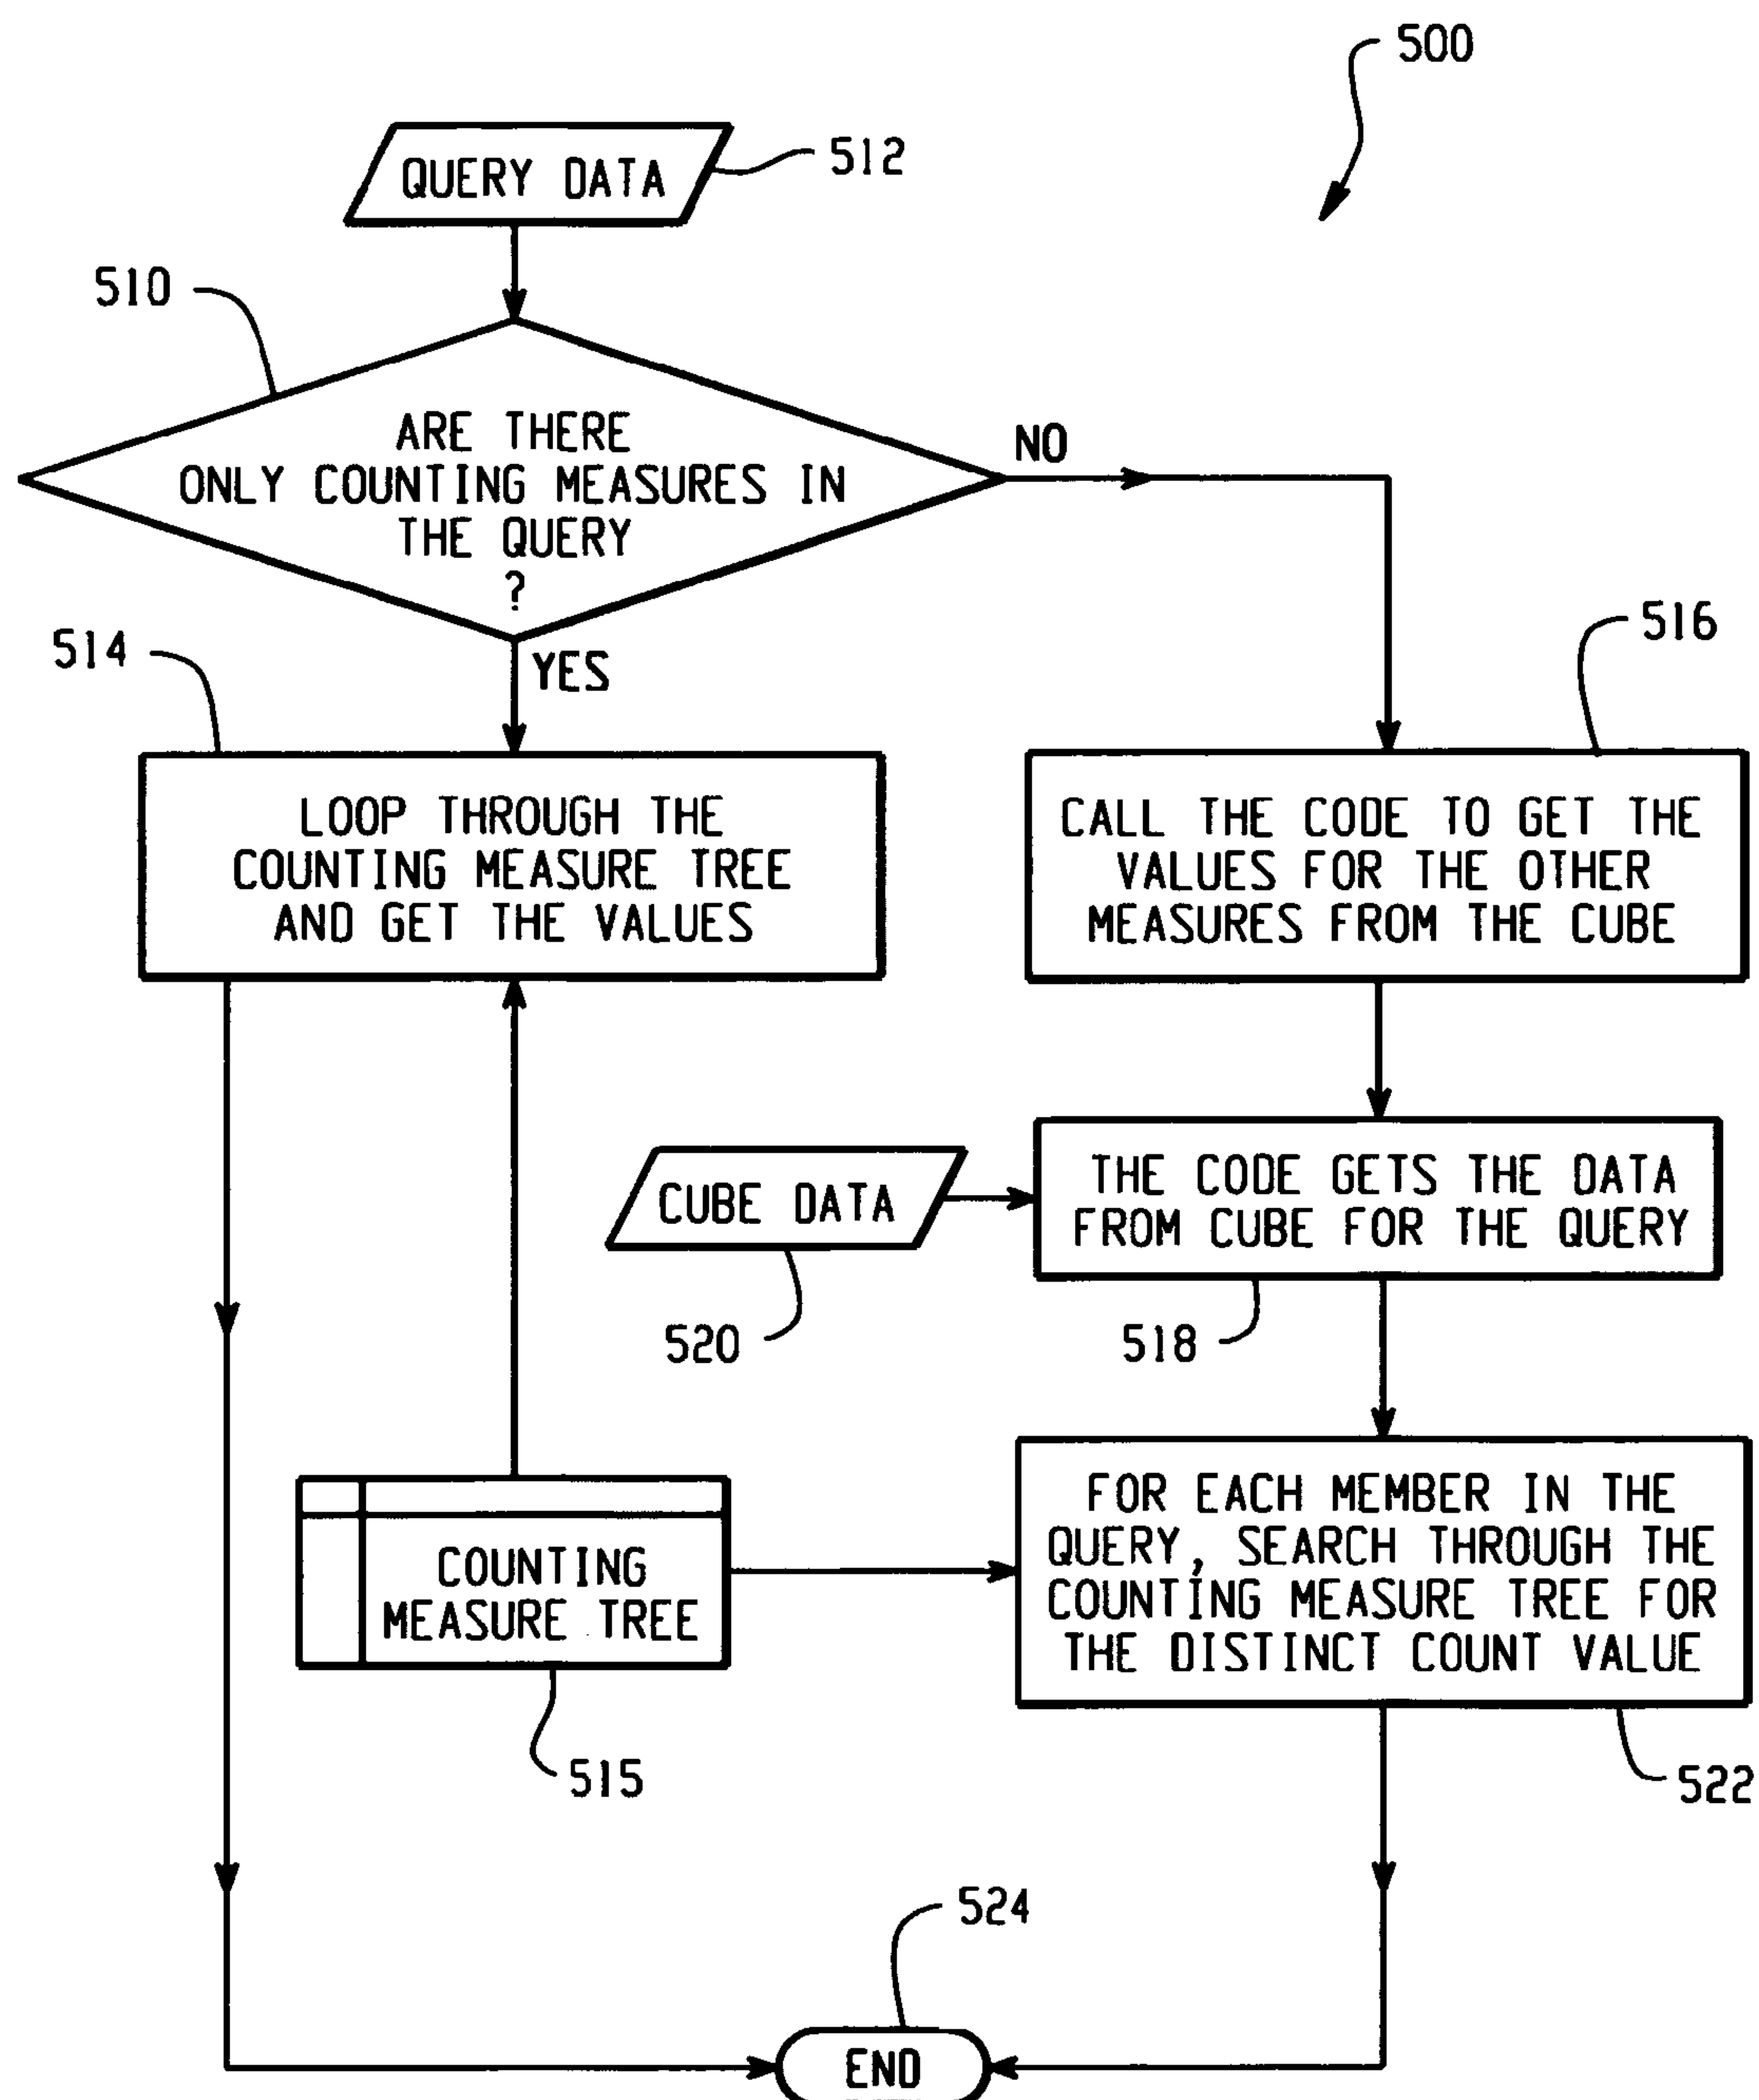 500
QUERY DATA
512
510
ARE THERE
ONLY COUNTING MEASURES IN
THE QUERY
?
NO
YES
514
516
LOOP THROUGH THE
COUNTING MEASURE TREE
AND GET THE VALUES
CALL THE CODE TO GET THE
VALUES FOR THE OTHER
MEASURES FROM THE CUBE
CUBE DATA
520
THE CODE GETS THE DATA
FROM CUBE FOR THE QUERY
518
COUNTING
MEASURE TREE
515
FOR EACH MEMBER IN THE
QUERY, SEARCH THROUGH THE
COUNTING MEASURE TREE FOR
THE DISTINCT COUNT VALUE
522
524
END